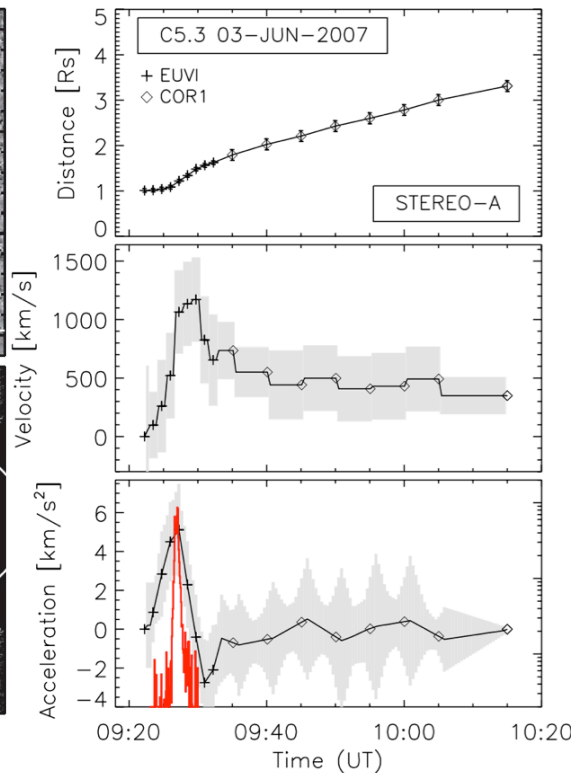 C5.3 03-JUN-2007
+ EUVI
◇ COR1
STEREO-A
Distance [Rs]
5
4
3
2
1
0
Velocity [km/s]
1500
1000
500
0
Acceleration [km/s²]
6
4
2
0
-2
-4
09:20 09:40 10:00 10:20
Time (UT)